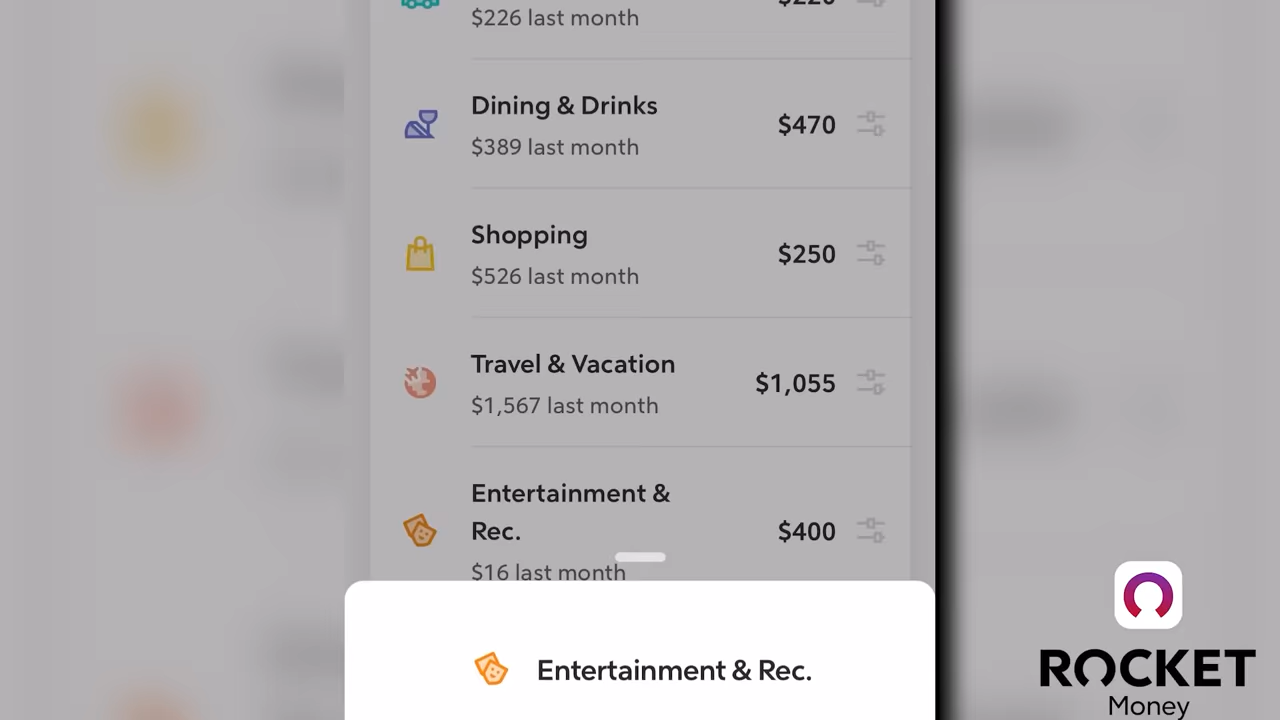 $226 last month
Dining & Drinks
$470
$389 last month
Shopping
$250
$526 last month
Travel & Vacation
$1,055
$1,567 last month
Entertainment &
Rec.
$400
$16 last month
Entertainment & Rec.
ROCKET
Money